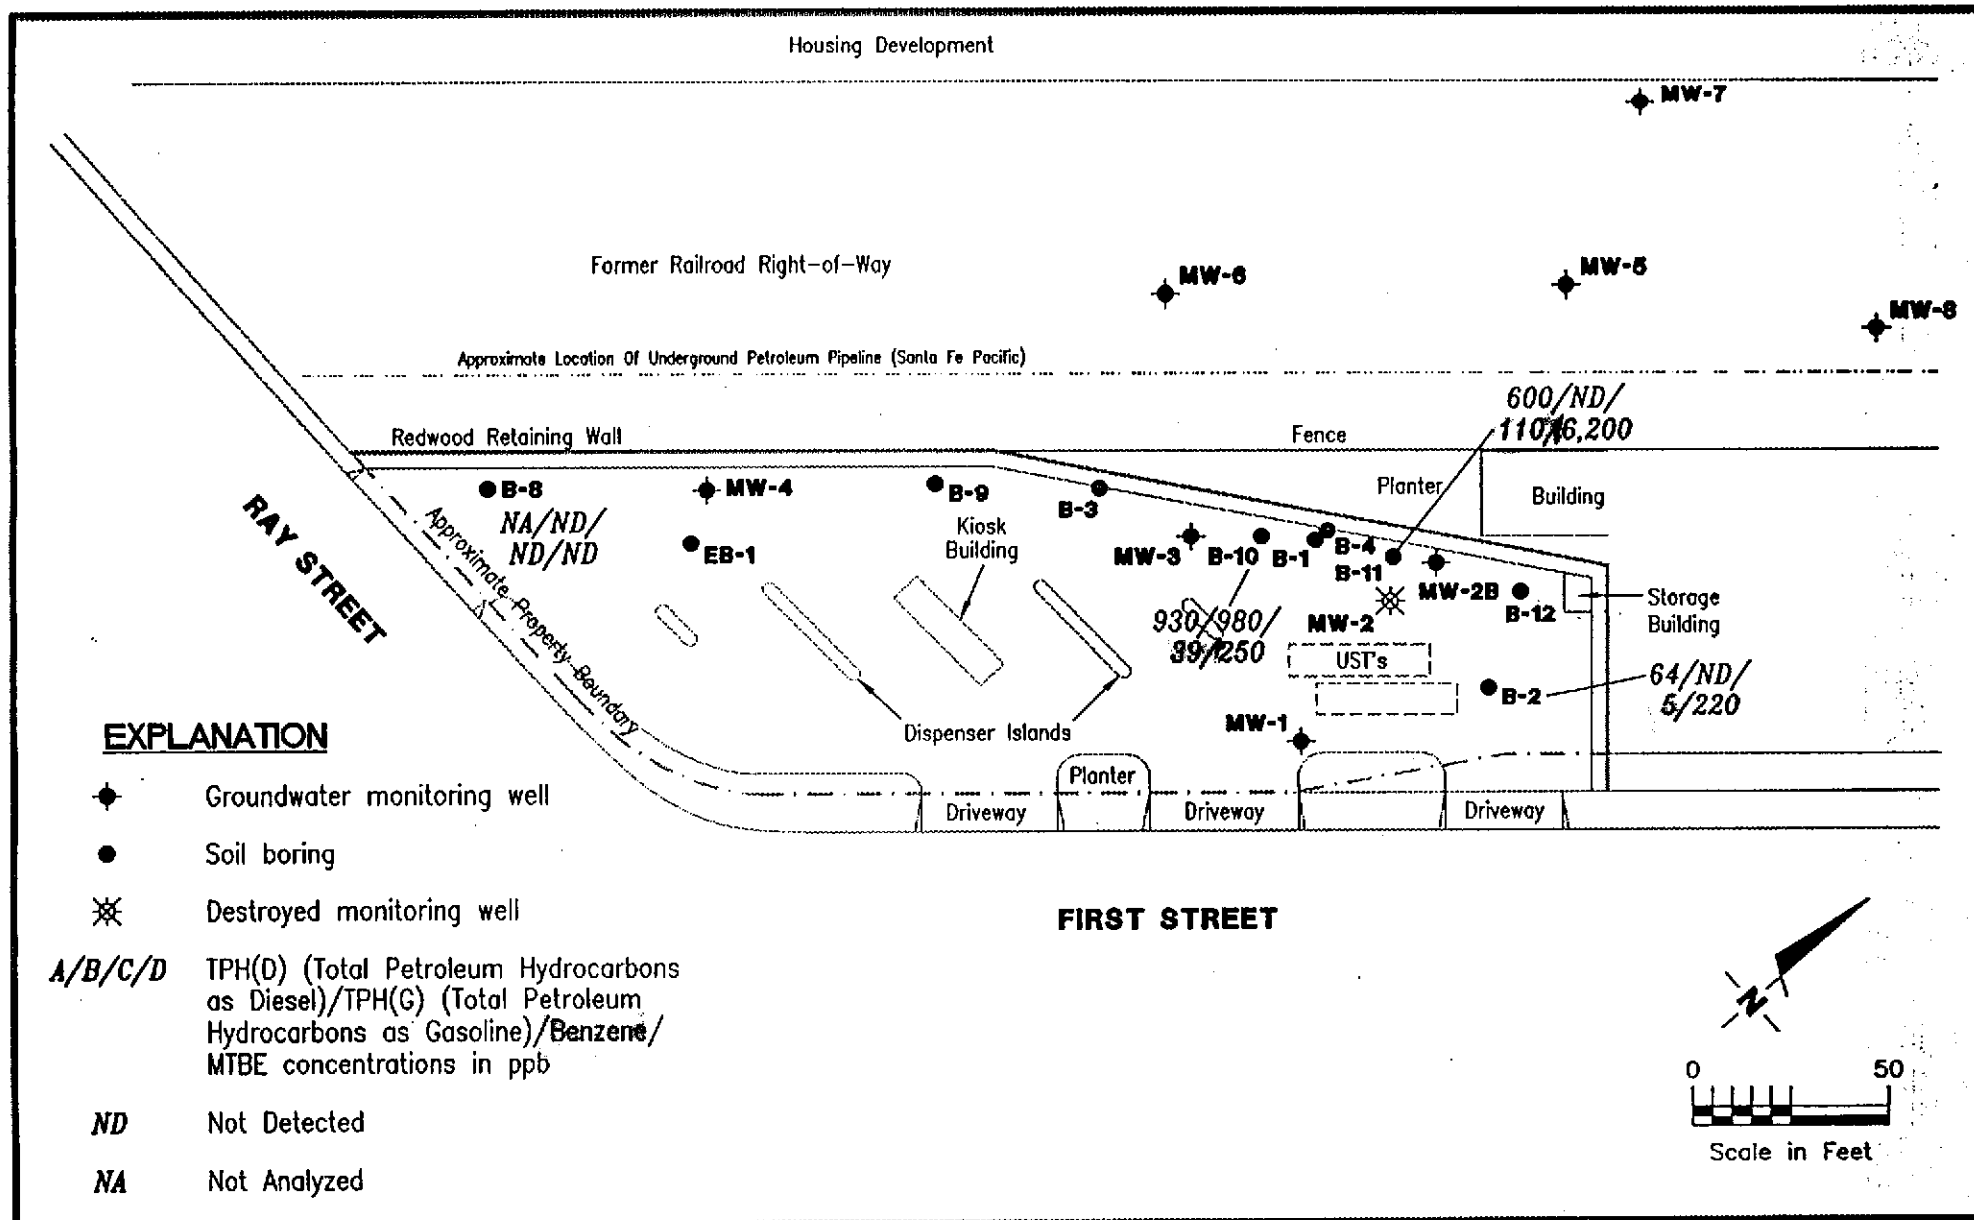 Housing Development
MW-7
Former Railroad Right-of-Way
MW-6
MW-5
MW-8
Approximate Location Of Underground Petroleum Pipeline (Santa Fe Pacific)
600/ND/
110/16,200
Redwood Retaining Wall
Fence
Planter
Building
RAY STREET
Approximate Property Boundary
B-8
NA/ND/
ND/ND
MW-4
EB-1
B-9
Kiosk
Building
B-3
MW-3
B-10
B-1
B-4
B-11
MW-2B
B-12
MW-2
Storage
Building
930/980/
39/250
UST's
B-2
64/ND/
5/220
MW-1
Dispenser Islands
Planter
Driveway
Driveway
Driveway
FIRST STREET
EXPLANATION
Groundwater monitoring well
Soil boring
Destroyed monitoring well
A/B/C/D
TPH(D) (Total Petroleum Hydrocarbons
as Diesel)/TPH(G) (Total Petroleum
Hydrocarbons as Gasoline)/Benzene/
MTBE concentrations in ppb
ND Not Detected
NA Not Analyzed
N
0 50
Scale in Feet